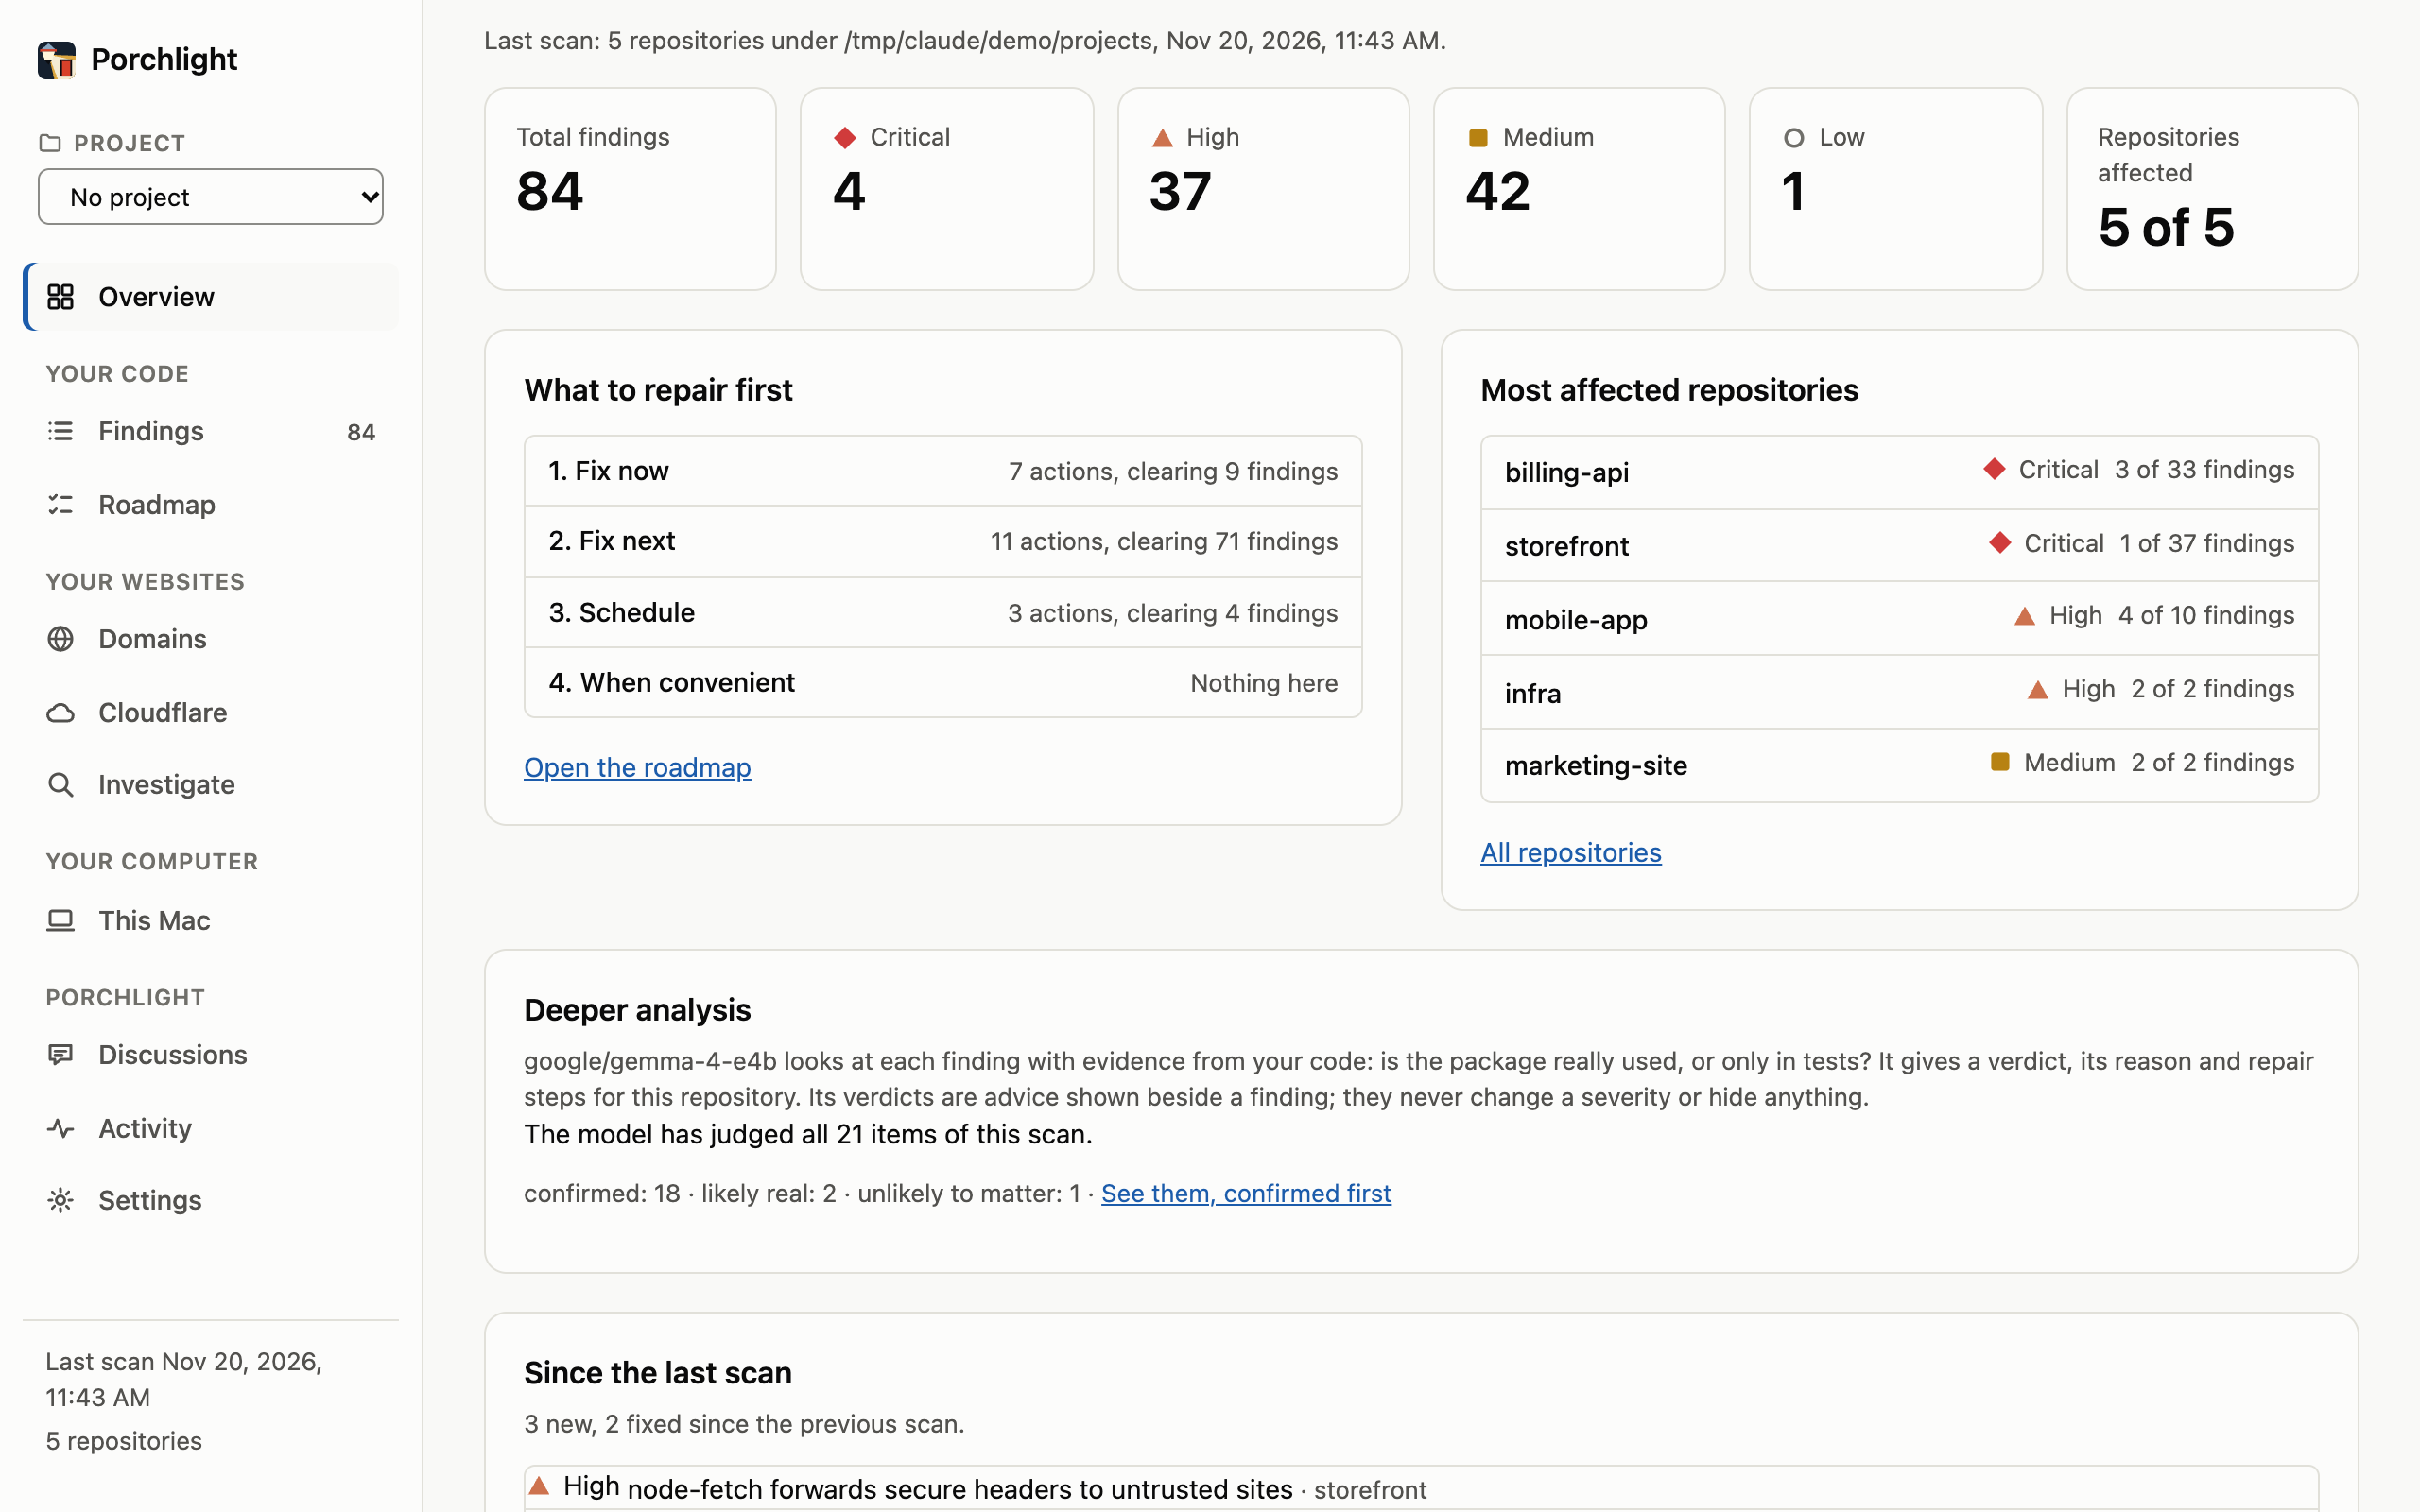 Porchlight
PROJECT
No project
Overview
YOUR CODE
Findings 84
Roadmap
YOUR WEBSITES
Domains
Cloudflare
Investigate
YOUR COMPUTER
This Mac
PORCHLIGHT
Discussions
Activity
Settings
Last scan Nov 20, 2026,
11:43 AM
5 repositories
Last scan: 5 repositories under /tmp/claude/demo/projects, Nov 20, 2026, 11:43 AM.
Total findings
84
Critical
4
High
37
Medium
42
Low
1
Repositories
affected
5 of 5
What to repair first
1. Fix now 7 actions, clearing 9 findings
2. Fix next 11 actions, clearing 71 findings
3. Schedule 3 actions, clearing 4 findings
4. When convenient Nothing here
Open the roadmap
Most affected repositories
billing-api Critical 3 of 33 findings
storefront Critical 1 of 37 findings
mobile-app High 4 of 10 findings
infra High 2 of 2 findings
marketing-site Medium 2 of 2 findings
All repositories
Deeper analysis
google/gemma-4-e4b looks at each finding with evidence from your code: is the package really used, or only in tests? It gives a verdict, its reason and repair
steps for this repository. Its verdicts are advice shown beside a finding; they never change a severity or hide anything.
The model has judged all 21 items of this scan.
confirmed: 18 · likely real: 2 · unlikely to matter: 1 · See them, confirmed first
Since the last scan
3 new, 2 fixed since the previous scan.
High node-fetch forwards secure headers to untrusted sites · storefront